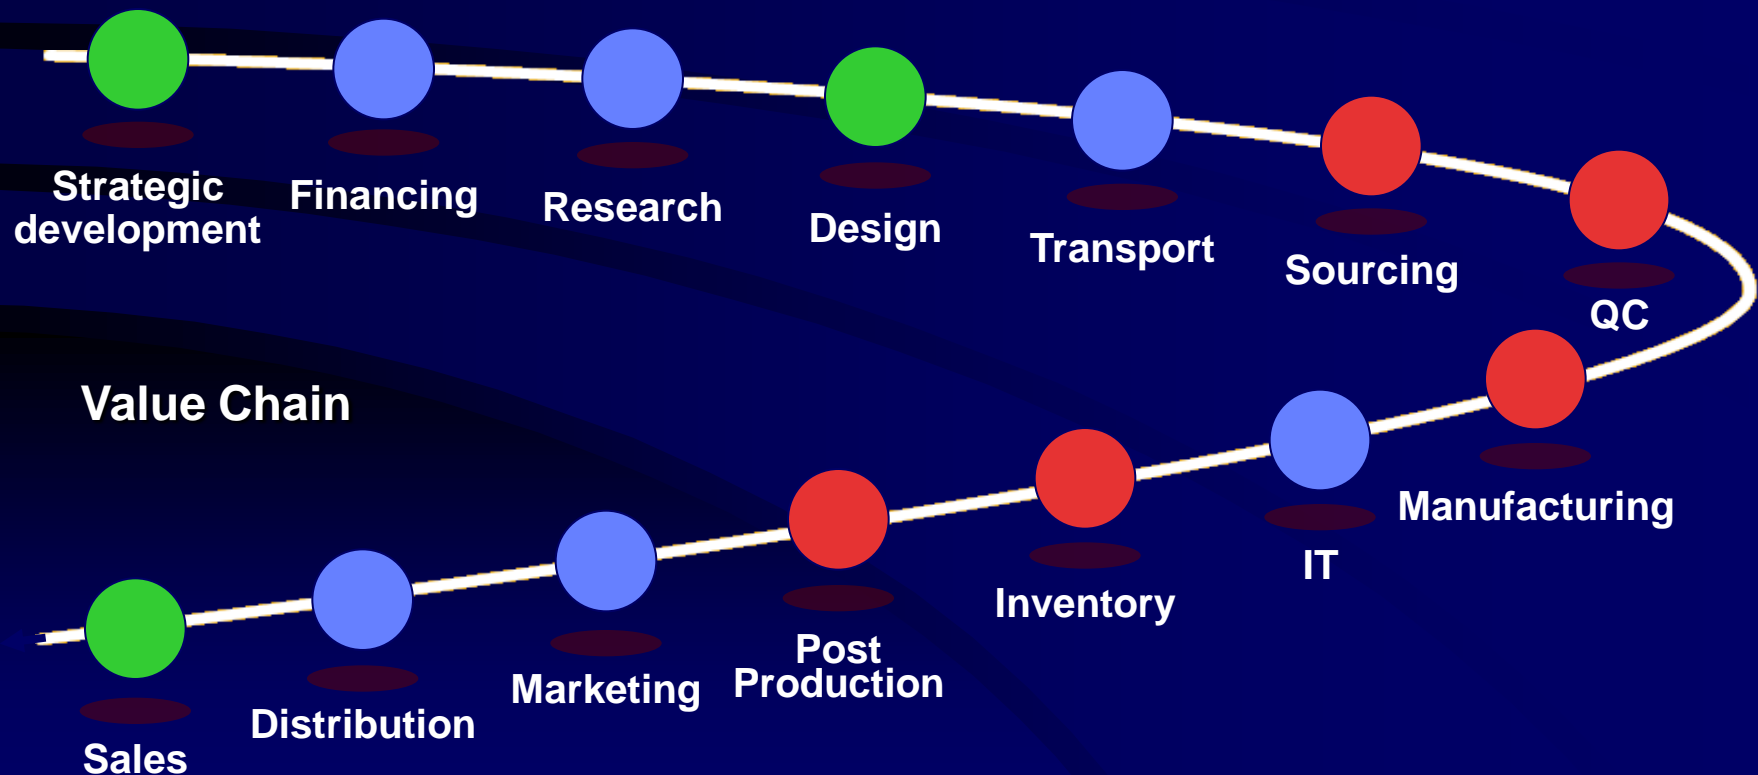 Strategic
development
Financing
Research
Design
Transport
Sourcing
QC
Value Chain
Manufacturing
IT
Inventory
Post
Production
Marketing
Distribution
Sales